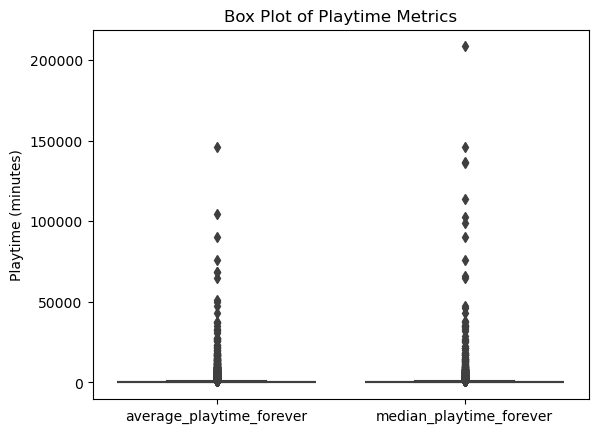 Box Plot of Playtime Metrics
Playtime (minutes)
200000
150000
100000
50000
0
average_playtime_forever
median_playtime_forever